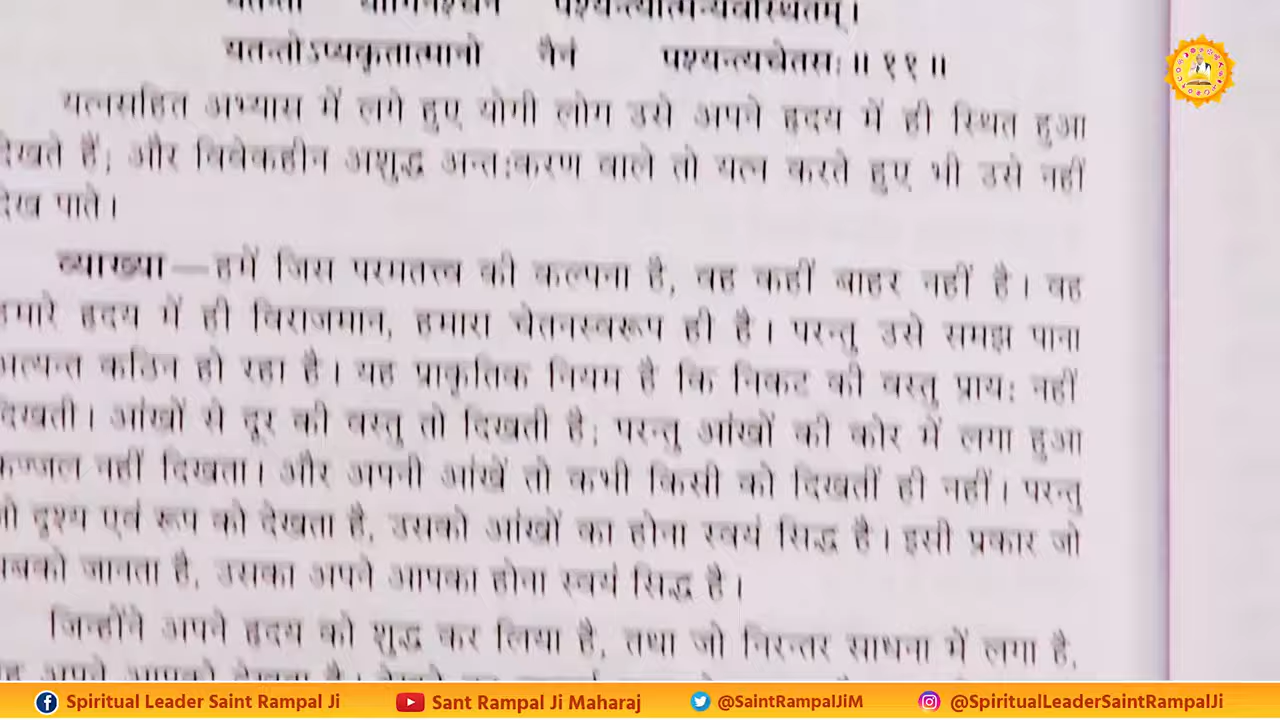 पश्यन्त्यात्मन्यवस्थितम्।
यतन्तोऽप्यकृतात्मानो नैनं पश्यन्त्यचेतसः॥ ११॥
यत्नसहित अभ्यास में लगे हुए योगी लोग उसे अपने हृदय में ही स्थित हुआ
देखते हैं; और विवेकहीन अशुद्ध अन्तःकरण वाले तो यत्न करते हुए भी उसे नहीं
देख पाते।
व्याख्या—हमें जिस परमतत्त्व की कल्पना है, वह कहीं बाहर नहीं है। वह
हमारे हृदय में ही विराजमान, हमारा चेतनस्वरूप ही है। परन्तु उसे समझ पाना
अत्यन्त कठिन हो रहा है। यह प्राकृतिक नियम है कि निकट की वस्तु प्रायः नहीं
दिखती। आंखों से दूर की वस्तु तो दिखती है; परन्तु आंखों की कोर में लगा हुआ
कज्जल नहीं दिखता। और अपनी आंखें तो कभी किसी को दिखतीं ही नहीं। परन्तु
जो दृश्य एवं रूप को देखता है, उसको आंखों का होना स्वयं सिद्ध है। इसी प्रकार जो
सबको जानता है, उसका अपने आपका होना स्वयं सिद्ध है।
जिन्होंने अपने हृदय को शुद्ध कर लिया है, तथा जो निरन्तर साधना में लगा है,
Spiritual Leader Saint Rampal Ji Sant Rampal Ji Maharaj @SaintRampalJiM @SpiritualLeaderSaintRampalJi